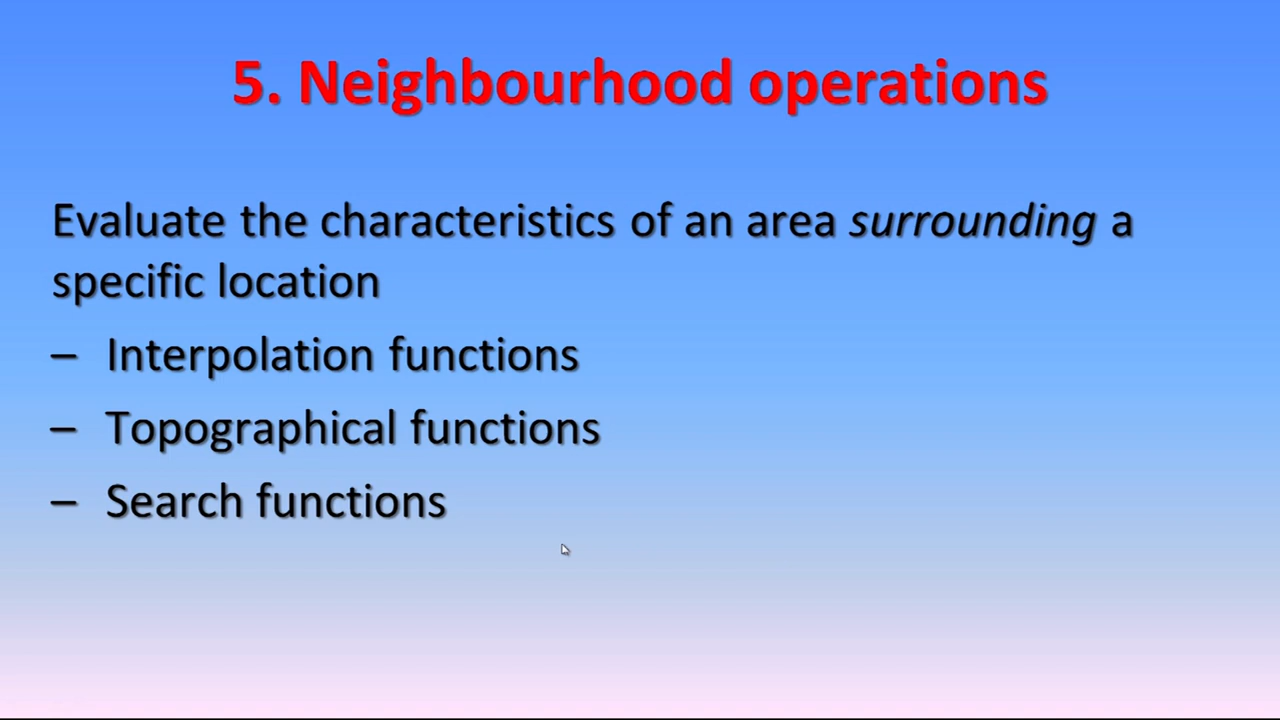 5. Neighbourhood operations
Evaluate the characteristics of an area surrounding a
specific location
– Interpolation functions
– Topographical functions
– Search functions